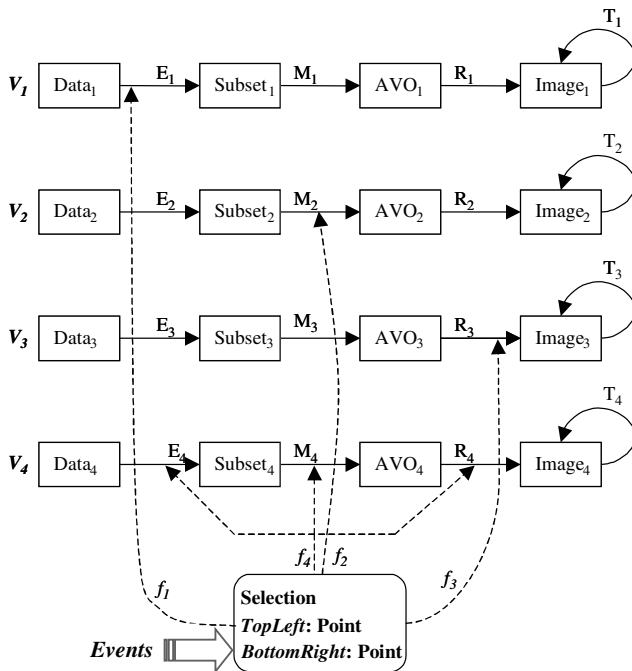 T₁
V₁ Data₁ E₁ Subset₁ M₁ AVO₁ R₁ Image₁
T₂
V₂ Data₂ E₂ Subset₂ M₂ AVO₂ R₂ Image₂
T₃
V₃ Data₃ E₃ Subset₃ M₃ AVO₃ R₃ Image₃
T₄
V₄ Data₄ E₄ Subset₄ M₄ AVO₄ R₄ Image₄
f₁ f₄ f₂ f₃
Selection
TopLeft: Point
Events BottomRight: Point